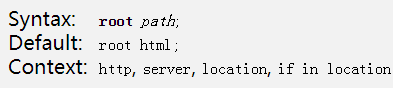 Syntax: root path;
Default: root html;
Context: http, server, location, if in location